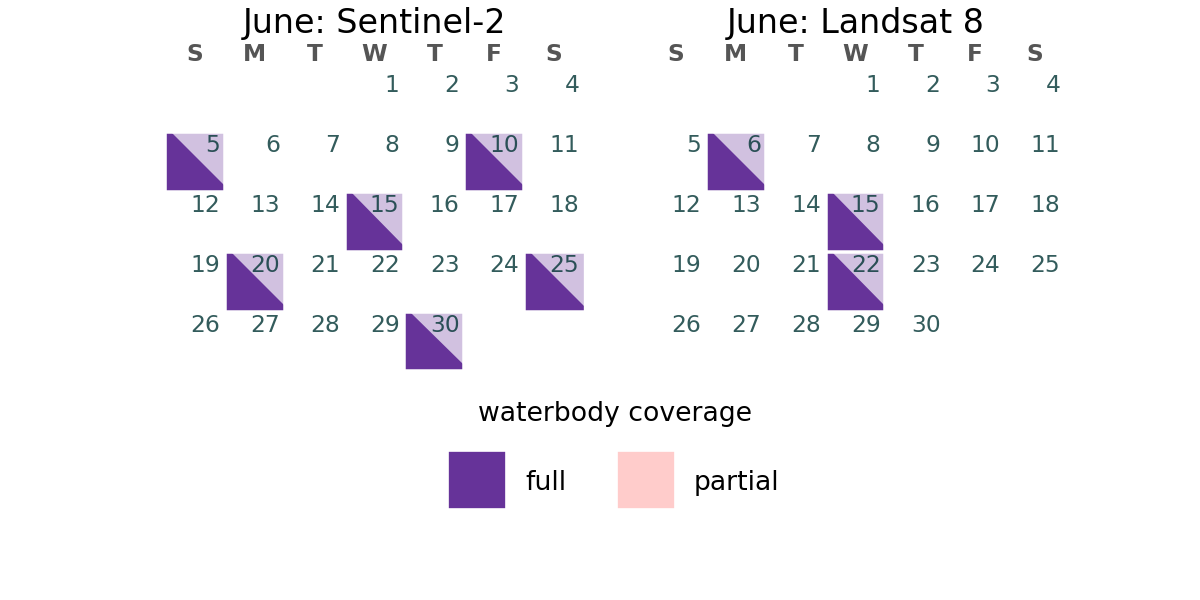 June: Sentinel-2
S M T W T F S
1 2 3 4
5 6 7 8 9 10 11
12 13 14 15 16 17 18
19 20 21 22 23 24 25
26 27 28 29 30
June: Landsat 8
S M T W T F S
1 2 3 4
5 6 7 8 9 10 11
12 13 14 15 16 17 18
19 20 21 22 23 24 25
26 27 28 29 30
waterbody coverage
full partial